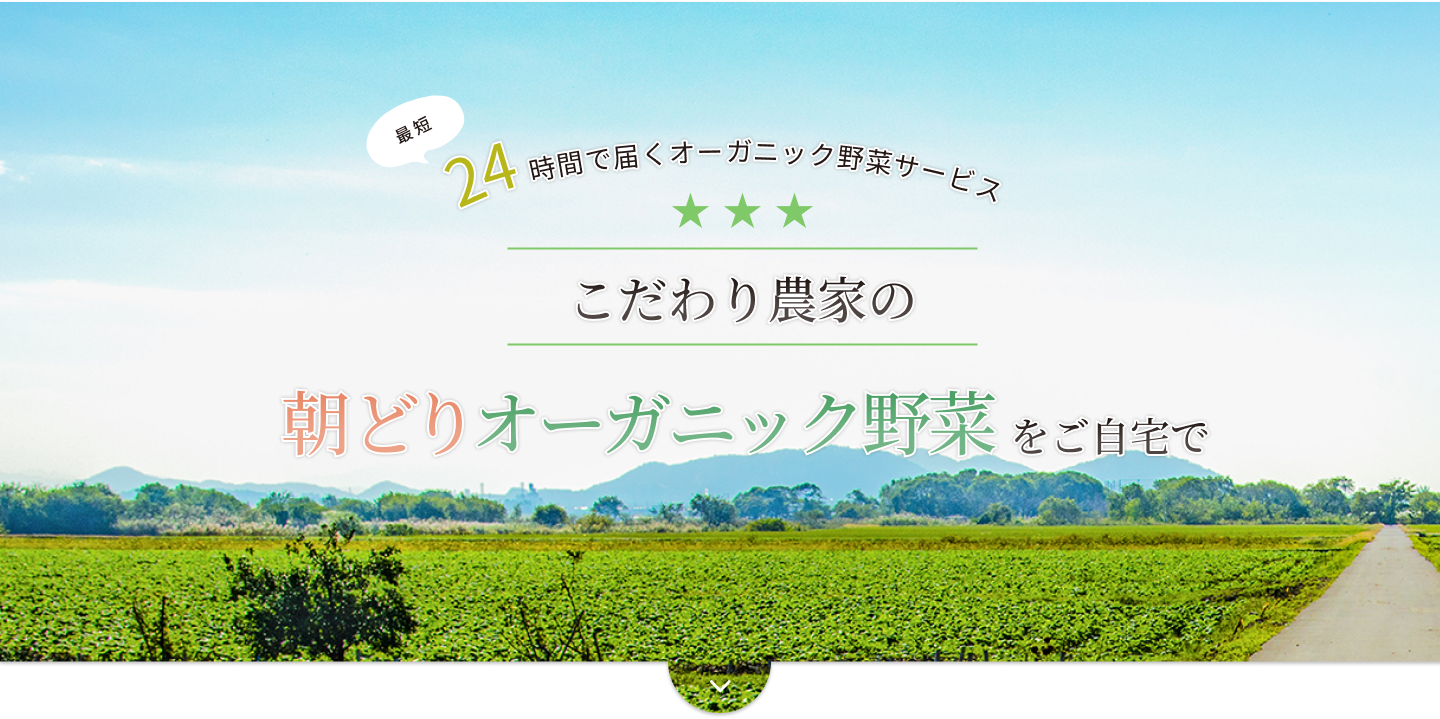 最短
24時間で届くオーガニック野菜サービス
こだわり農家の
朝どりオーガニック野菜をご自宅で